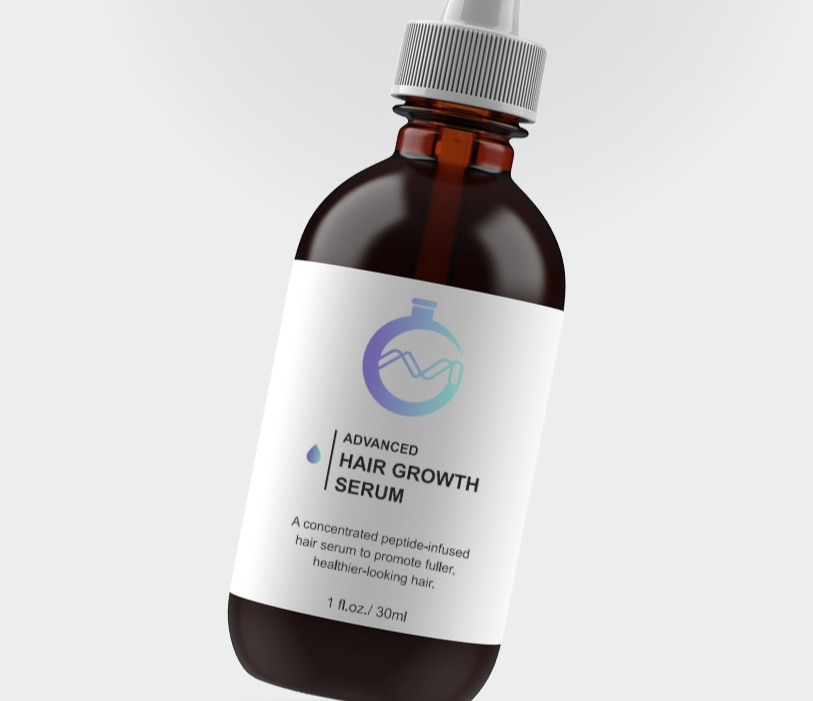 ADVANCED
HAIR GROWTH
SERUM
A concentrated peptide-infused
hair serum to promote fuller,
healthier-looking hair.
1 fl.oz./ 30ml